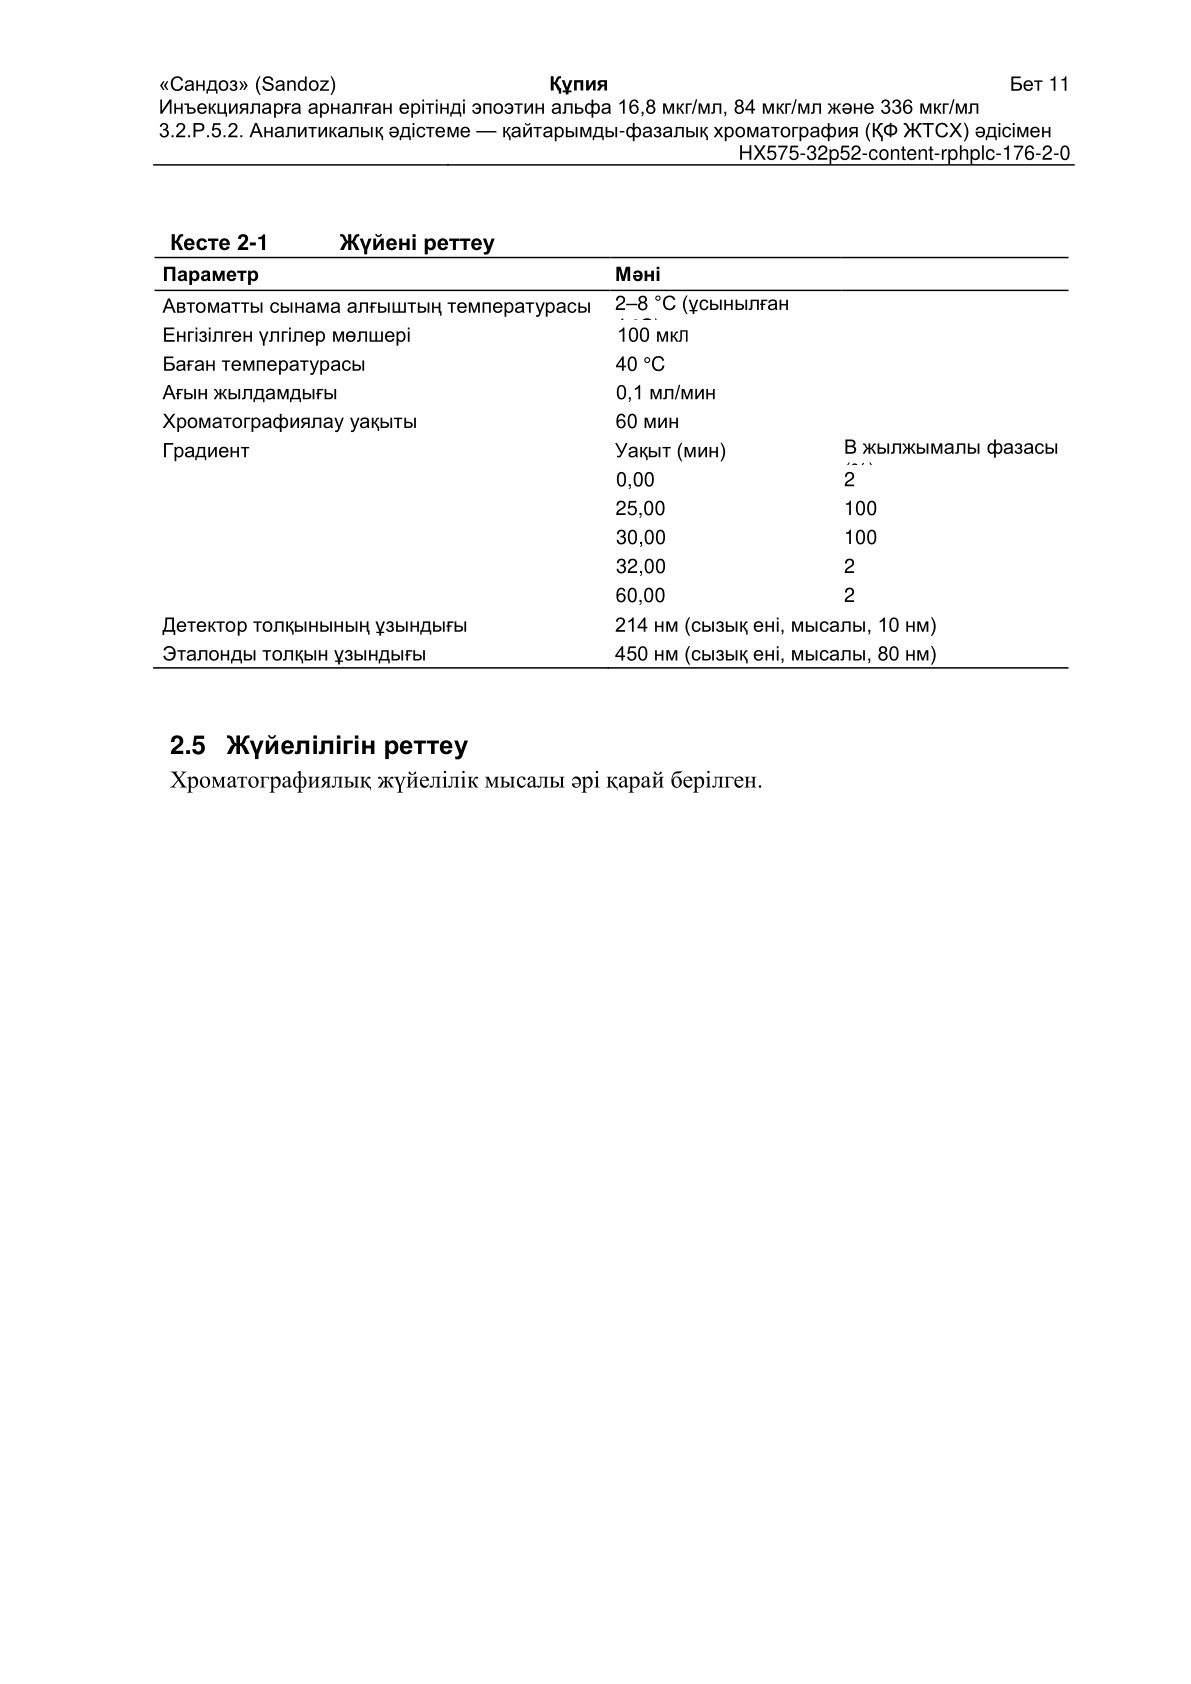 «Сандоз» (Sandoz) Құпия Бет 11
Инъекцияларға арналған ерітінді эпоэтин альфа 16,8 мкг/мл, 84 мкг/мл және 336 мкг/мл
3.2.P.5.2. Аналитикалық әдістеме — қайтарымды-фазалық хроматография (ҚФ ЖТСХ) әдісімен
HX575-32p52-content-rphplc-176-2-0
Кесте 2-1 Жүйені реттеу
Параметр Мәні
Автоматты сынама алғыштың температурасы 2–8 °C (ұсынылған
Енгізілген үлгілер мөлшері 100 мкл
Баған температурасы 40 °C
Ағын жылдамдығы 0,1 мл/мин
Хроматографиялау уақыты 60 мин
Градиент Уақыт (мин) В жылжымалы фазасы
0,00 2
25,00 100
30,00 100
32,00 2
60,00 2
Детектор толқынының ұзындығы 214 нм (сызық ені, мысалы, 10 нм)
Эталонды толқын ұзындығы 450 нм (сызық ені, мысалы, 80 нм)
2.5 Жүйелілігін реттеу
Хроматографиялық жүйелілік мысалы әрі қарай берілген.